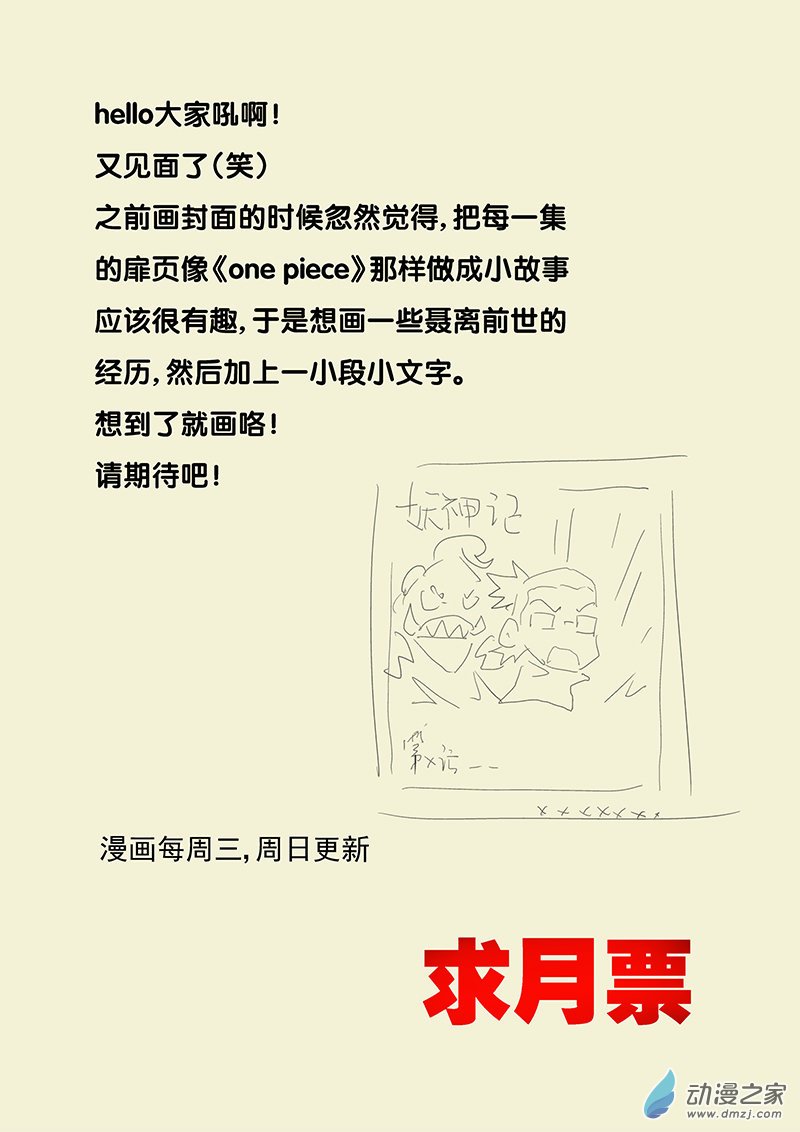 hello大家吼啊！
又见面了（笑）
之前画封面的时候忽然觉得，把每一集
的扉页像《one piece》那样做成小故事
应该很有趣，于是想画一些聂离前世的
经历，然后加上一小段小文字。
想到了就画咯！
请期待吧！
妖神记
第x话
×××××××
漫画每周三，周日更新
求月票
动漫之家
www.dmzj.com